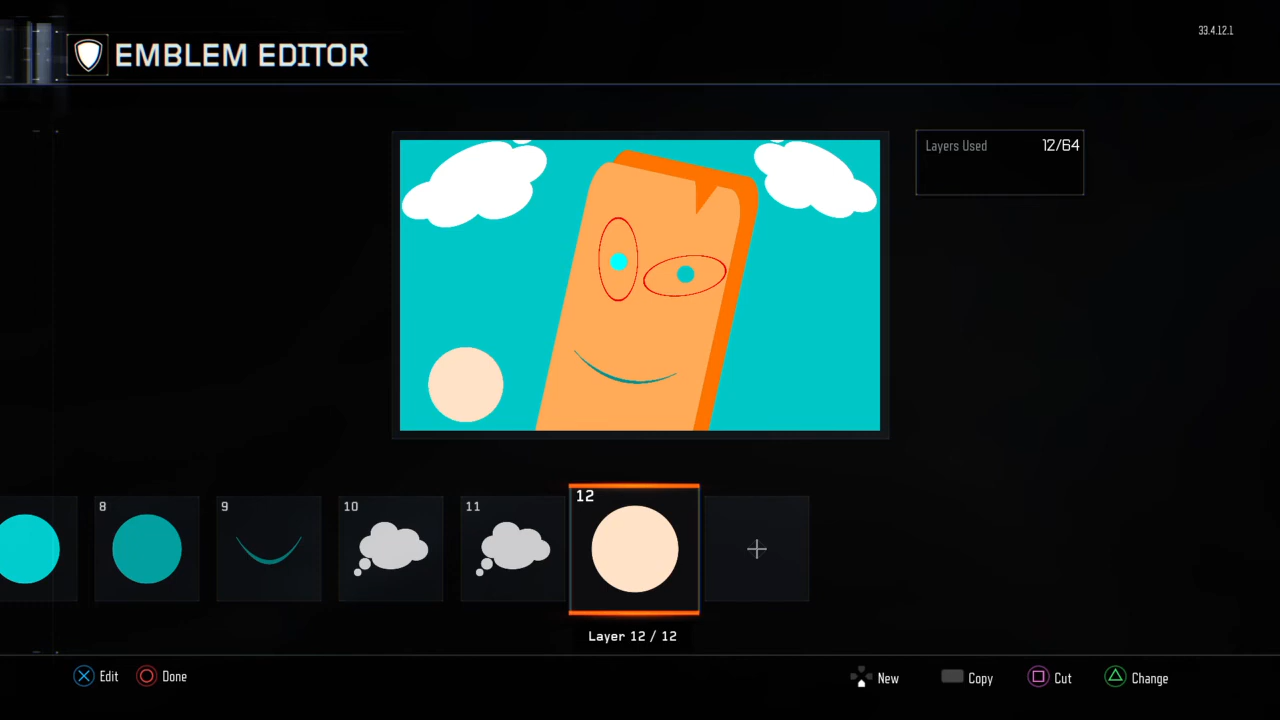 33.4.12.1
EMBLEM EDITOR
Layers Used 12/64
8 9 10 11 12
Layer 12 / 12
Edit Done New Copy Cut Change